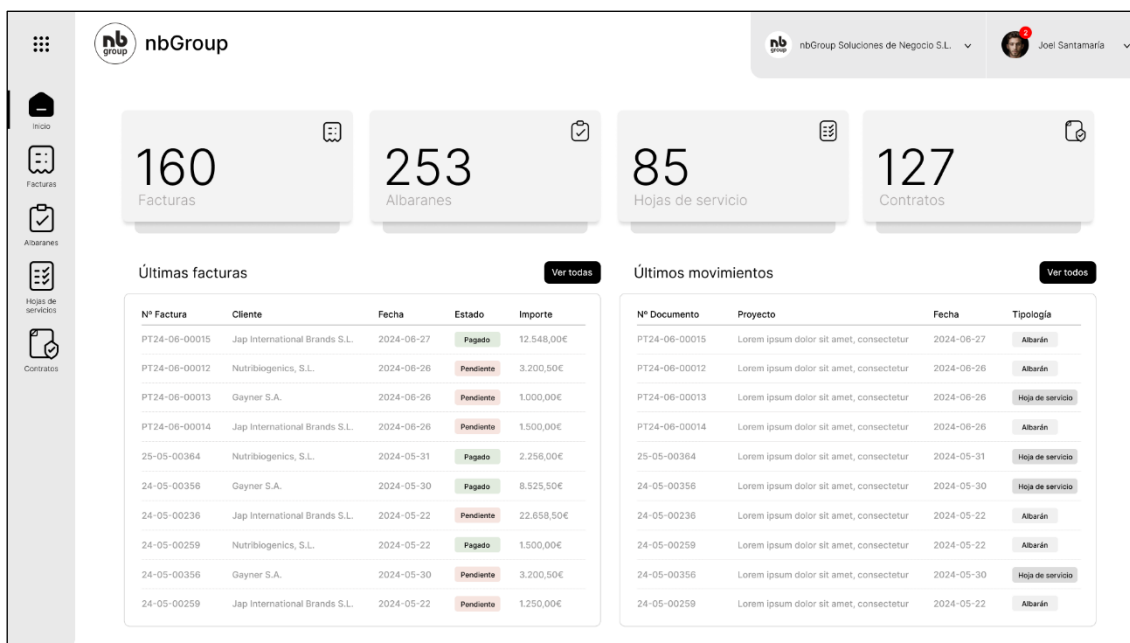 nb
group
nbGroup
nb
group
nbGroup Soluciones de Negocio S.L.
2
Joel Santamaría
Inicio
Facturas
Albaranes
Hojas de
servicios
Contratos
160
Facturas
253
Albaranes
85
Hojas de servicio
127
Contratos
Últimas facturas
Ver todas
Nº Factura Cliente Fecha Estado Importe
PT24-06-00015 Jap International Brands S.L. 2024-06-27 Pagado 12.548,00€
PT24-06-00012 Nutribiogenics, S.L. 2024-06-26 Pendiente 3.200,50€
PT24-06-00013 Gayner S.A. 2024-06-26 Pendiente 1.000,00€
PT24-06-00014 Jap International Brands S.L. 2024-06-26 Pendiente 1.500,00€
25-05-00364 Nutribiogenics, S.L. 2024-05-31 Pagado 2.256,00€
24-05-00356 Gayner S.A. 2024-05-30 Pagado 8.525,50€
24-05-00236 Jap International Brands S.L. 2024-05-22 Pendiente 22.658,50€
24-05-00259 Nutribiogenics, S.L. 2024-05-22 Pagado 1.500,00€
24-05-00356 Gayner S.A. 2024-05-30 Pendiente 3.200,50€
24-05-00259 Jap International Brands S.L. 2024-05-22 Pendiente 1.250,00€
Últimos movimientos
Ver todos
Nº Documento Proyecto Fecha Tipología
PT24-06-00015 Lorem ipsum dolor sit amet, consectetur 2024-06-27 Albarán
PT24-06-00012 Lorem ipsum dolor sit amet, consectetur 2024-06-26 Albarán
PT24-06-00013 Lorem ipsum dolor sit amet, consectetur 2024-06-26 Hoja de servicio
PT24-06-00014 Lorem ipsum dolor sit amet, consectetur 2024-06-26 Albarán
25-05-00364 Lorem ipsum dolor sit amet, consectetur 2024-05-31 Hoja de servicio
24-05-00356 Lorem ipsum dolor sit amet, consectetur 2024-05-30 Hoja de servicio
24-05-00236 Lorem ipsum dolor sit amet, consectetur 2024-05-22 Albarán
24-05-00259 Lorem ipsum dolor sit amet, consectetur 2024-05-22 Albarán
24-05-00356 Lorem ipsum dolor sit amet, consectetur 2024-05-30 Hoja de servicio
24-05-00259 Lorem ipsum dolor sit amet, consectetur 2024-05-22 Albarán